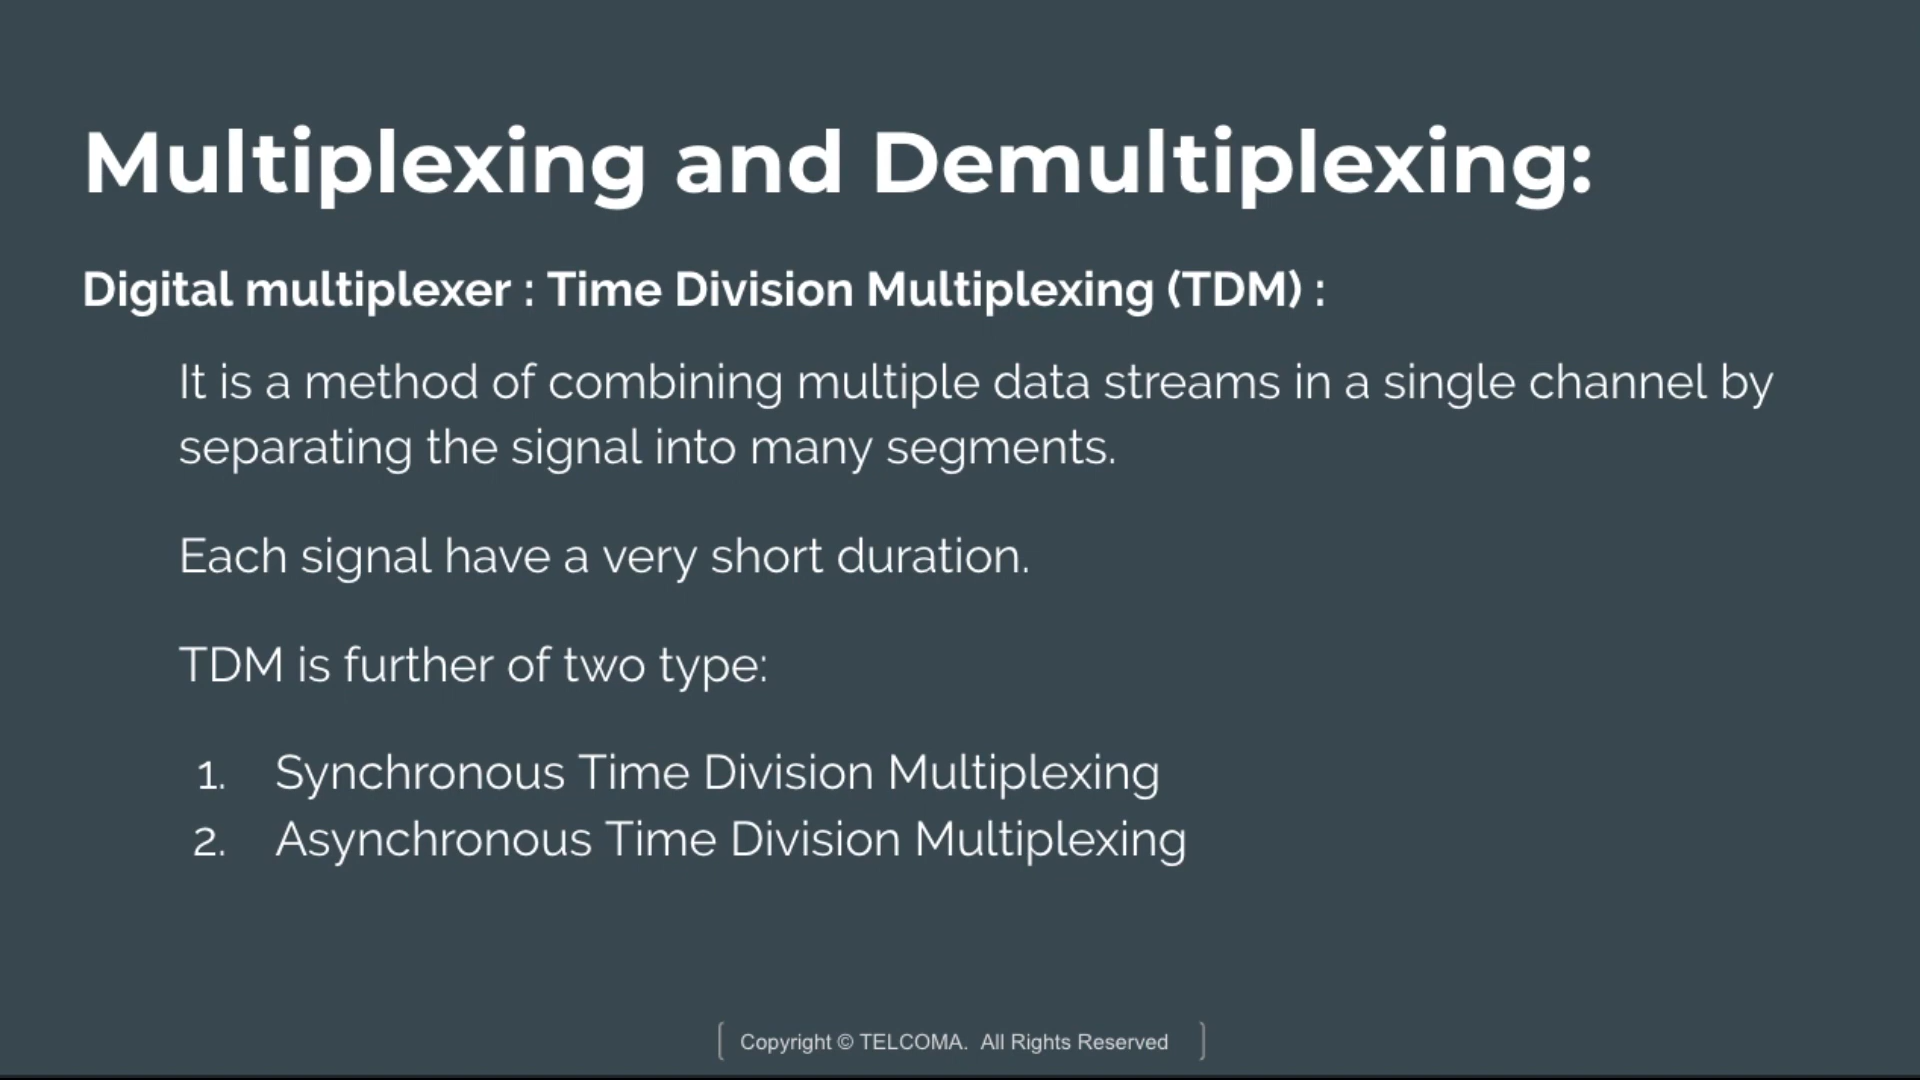 Multiplexing and Demultiplexing:
Digital multiplexer : Time Division Multiplexing (TDM) :
It is a method of combining multiple data streams in a single channel by
separating the signal into many segments.
Each signal have a very short duration.
TDM is further of two type:
1. Synchronous Time Division Multiplexing
2. Asynchronous Time Division Multiplexing
Copyright © TELCOMA. All Rights Reserved